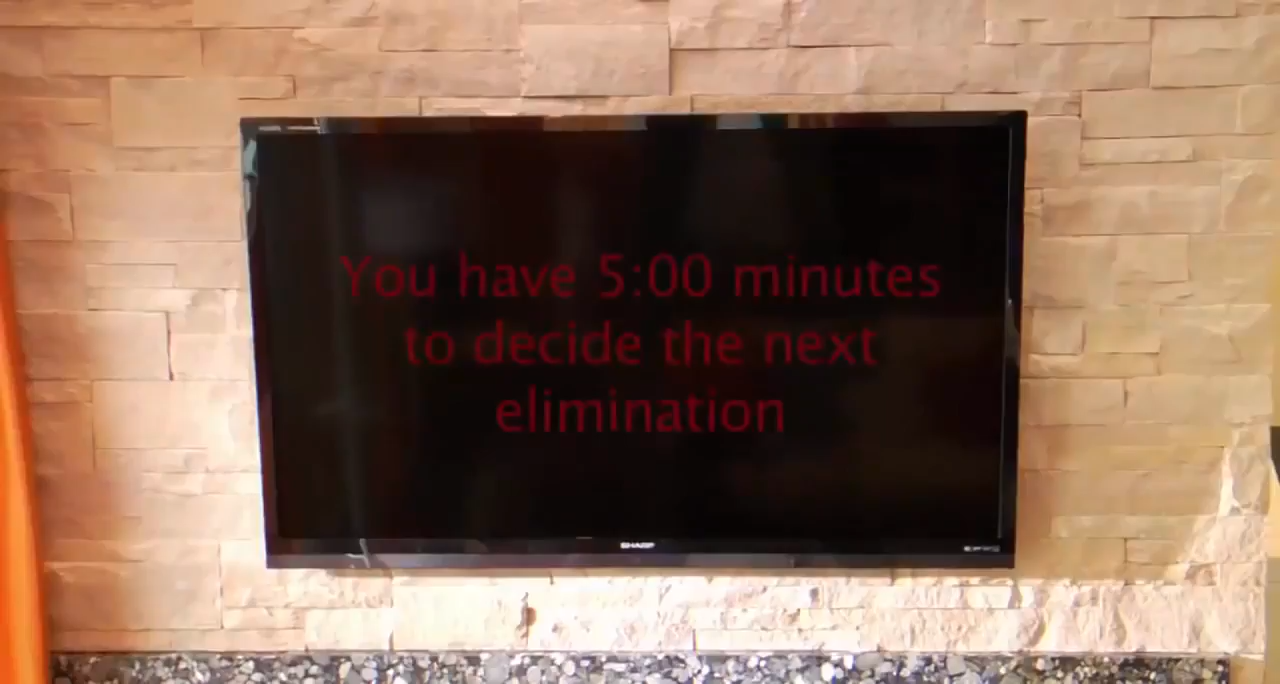 You have 5:00 minutes
to decide the next
elimination
SHARP